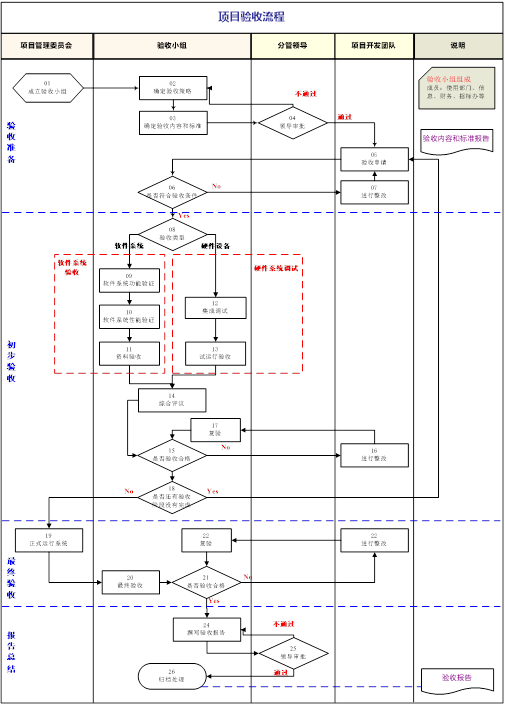 项目验收流程
项目管理委员会
验收小组
分管领导
项目开发团队
说明
验收准备
01
成立验收小组
02
确定验收策略
不通过
验收小组组成
成员：使用部门、信
息、财务、招标办等
03
确定验收内容和标准
04
领导审批
通过
验收内容和标准报告
05
验收申请
06
是否符合验收条件
No
07
进行整改
Yes
初步验收
08
验收类型
软件系统
硬件设备
软件系统
验收
硬件系统调试
09
软件系统功能验证
10
软件系统性能验证
11
资料验收
12
集成调试
13
试运行验收
14
综合评议
17
复验
15
是否验收合格
No
16
进行整改
18
是否还有验收
阶段没有完成
No
Yes
最终验收
19
正式运行系统
22
复验
22
进行整改
20
最终验收
21
是否验收合格
No
Yes
报告总结
24
撰写验收报告
不通过
25
领导审批
通过
26
归档处理
验收报告